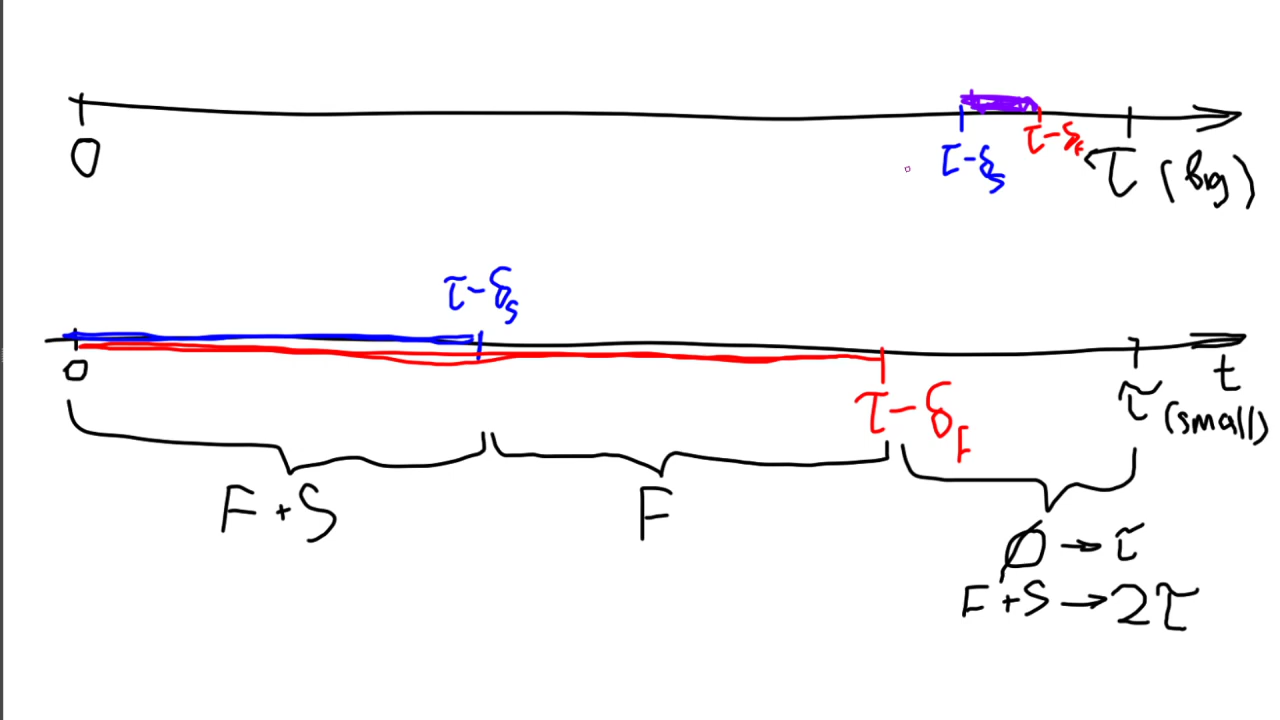 0
τ-δ_S
τ-δ_F
τ (big)
τ-δ_S
0
τ-δ_F
τ (small)
t
F+S
F
∅ → τ
F+S → 2τ